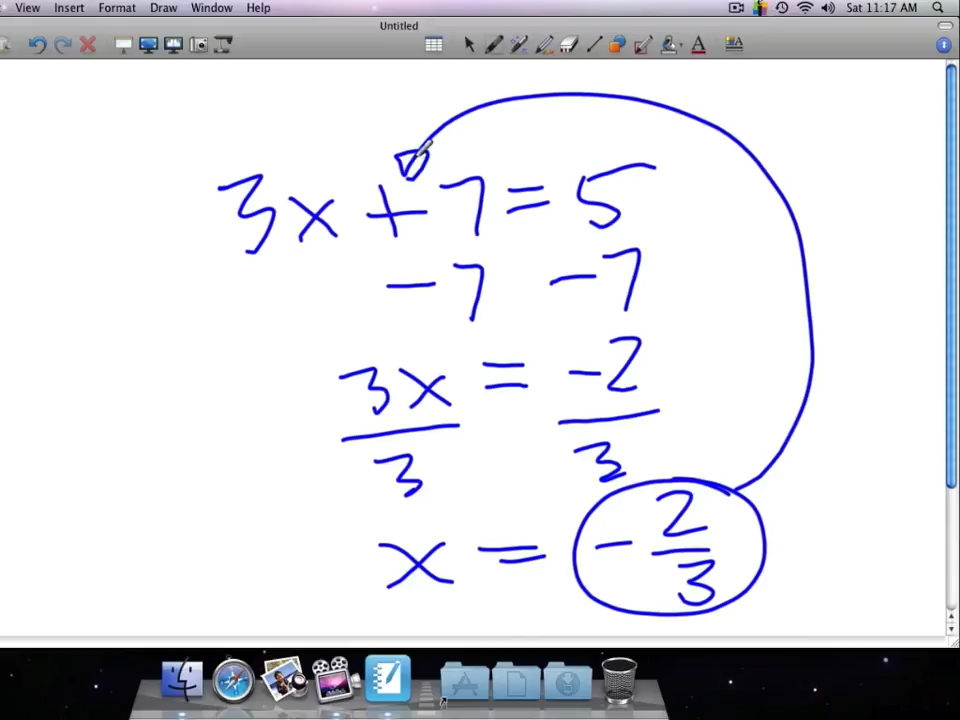 View Insert Format Draw Window Help Sat 11:17 AM
Untitled
3x + 7 = 5
- 7 - 7
3x = -2
3 3
x = - 2/3